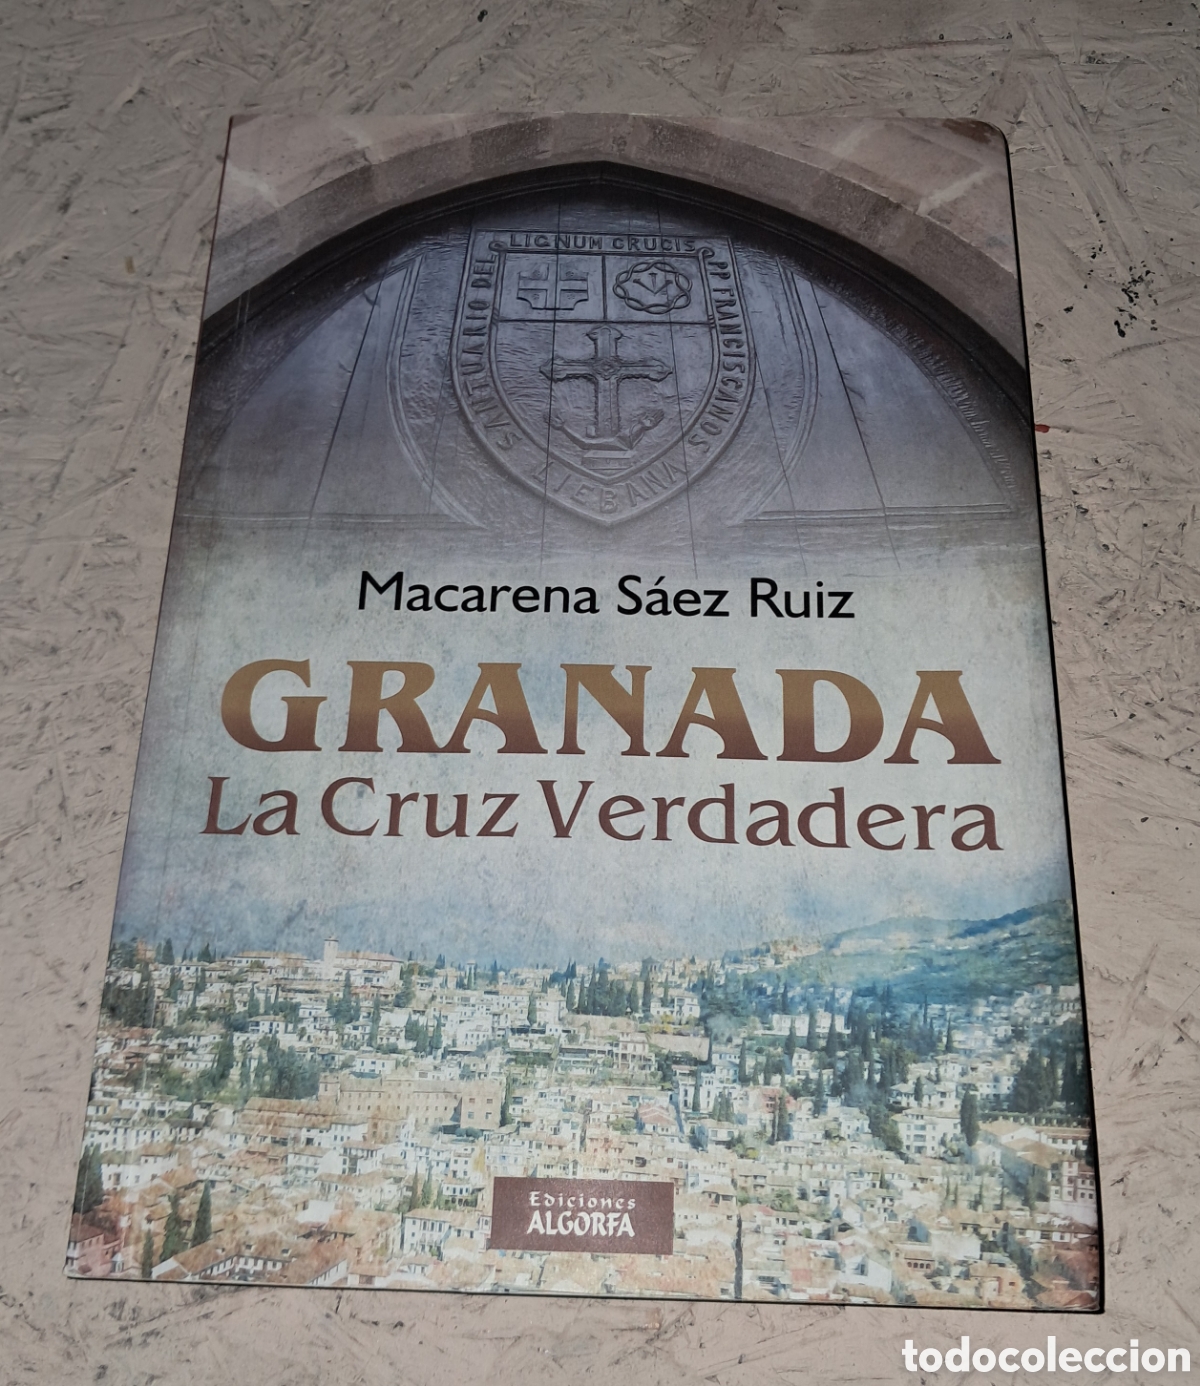 LIGNUM CRUCIS
SANTUARIO DEL
PP FRANCISCANOS
LIEBANA
Macarena Sáez Ruiz
GRANADA
La Cruz Verdadera
Ediciones
ALGORFA
todocoleccion